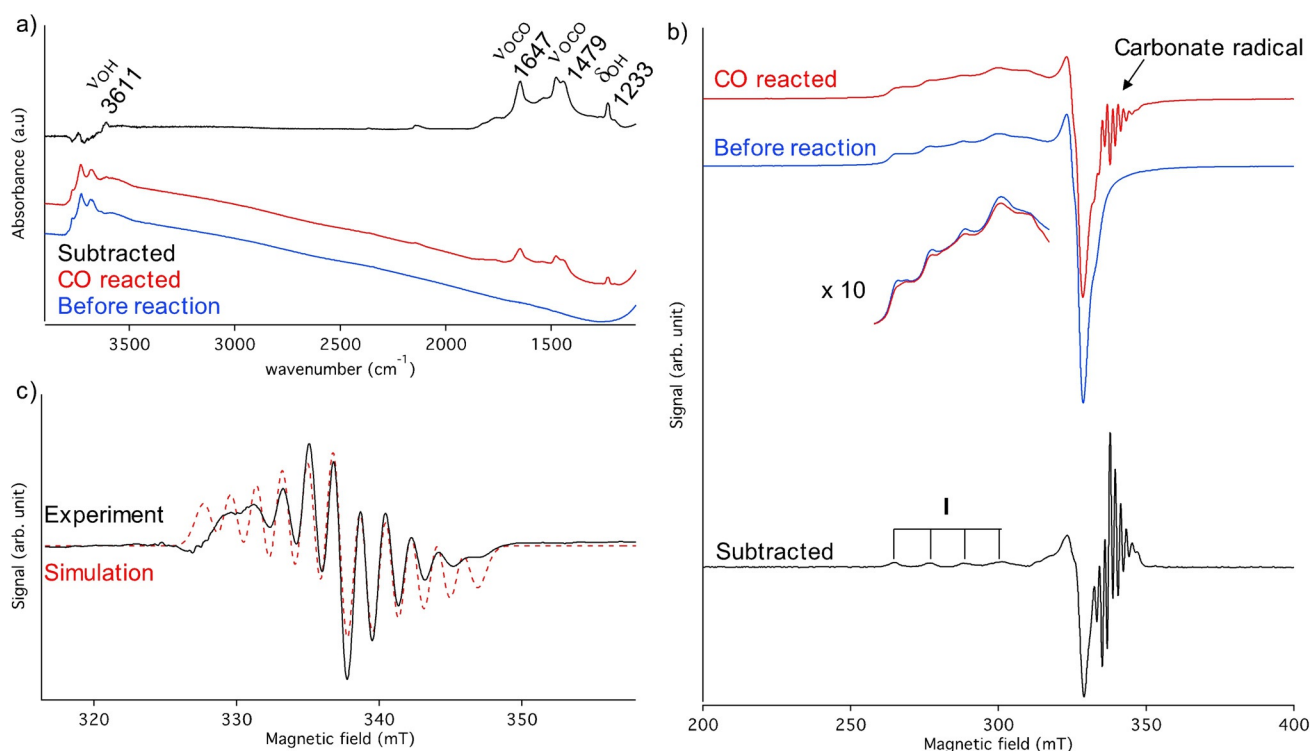 a)
νOH
3611
νOCO
1647
νOCO
1479
δOH
1233
Absorbance (a.u)
Subtracted
CO reacted
Before reaction
3500
3000
2500
2000
1500
wavenumber (cm-1)
b)
Carbonate radical
CO reacted
Before reaction
x 10
Signal (arb. unit)
I
Subtracted
200
250
300
350
400
Magnetic field (mT)
c)
Signal (arb. unit)
Experiment
Simulation
320
330
340
350
Magnetic field (mT)